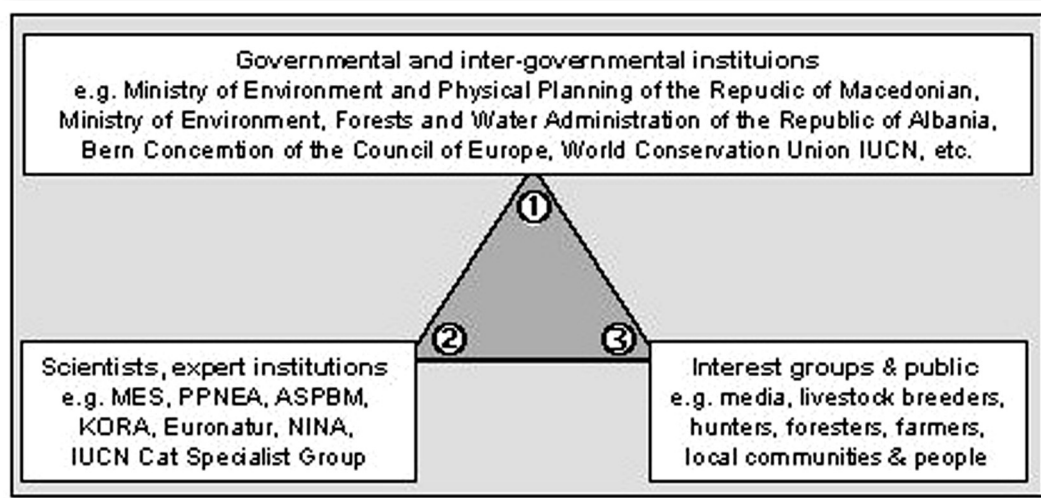 Governmental and inter-governmental instituions
e.g. Ministry of Environment and Physical Planning of the Repuclic of Macedonian,
Ministry of Environment, Forests and Water Administration of the Republic of Albania,
Bern Concemtion of the Council of Europe, World Conservation Union IUCN, etc.
①
② ③
Scientists, expert institutions
e.g. MES, PPNEA, ASPBM,
KORA, Euronatur, NINA,
IUCN Cat Specialist Group
Interest groups & public
e.g. media, livestock breeders,
hunters, foresters, farmers,
local communities & people